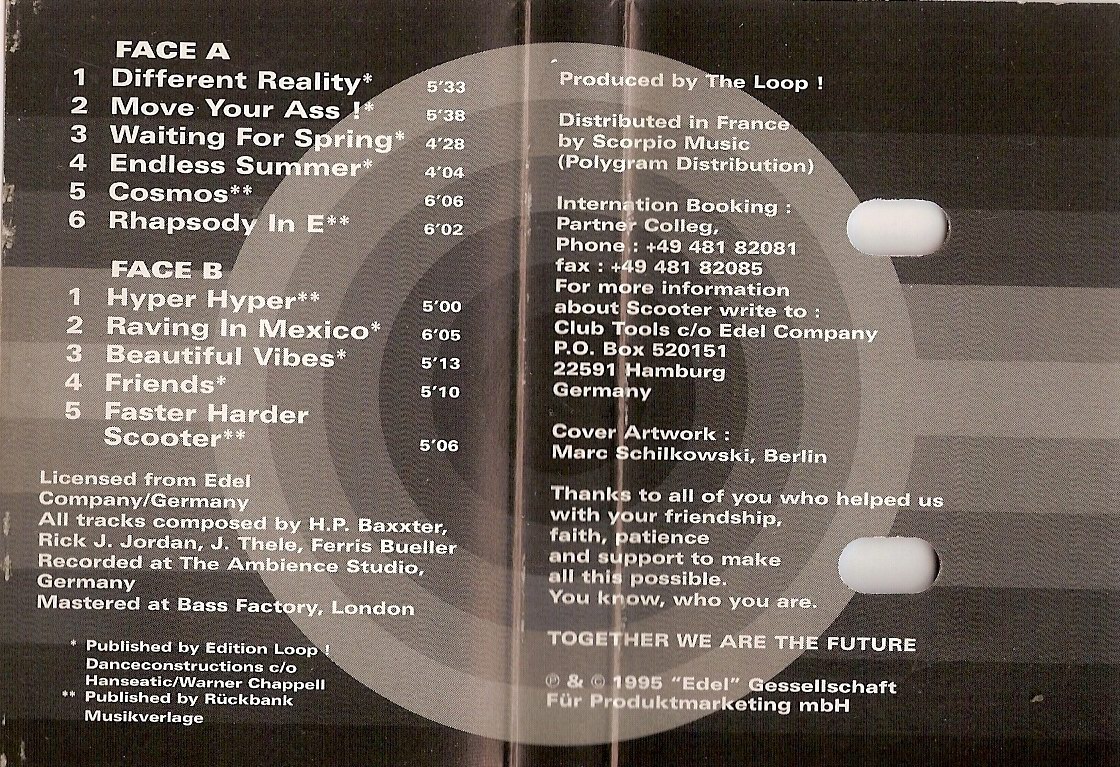 FACE A
1 Different Reality* 5'33
2 Move Your Ass !* 5'38
3 Waiting For Spring* 4'28
4 Endless Summer* 4'04
5 Cosmos** 6'06
6 Rhapsody In E** 6'02
FACE B
1 Hyper Hyper** 5'00
2 Raving In Mexico* 6'05
3 Beautiful Vibes* 5'13
4 Friends* 5'10
5 Faster Harder
Scooter** 5'06
Licensed from Edel
Company/Germany
All tracks composed by H.P. Baxxter,
Rick J. Jordan, J. Thele, Ferris Bueller
Recorded at The Ambience Studio,
Germany
Mastered at Bass Factory, London
* Published by Edition Loop !
Danceconstructions c/o
Hanseatic/Warner Chappell
** Published by Rückbank
Musikverlage
Produced by The Loop !
Distributed in France
by Scorpio Music
(Polygram Distribution)
Internation Booking :
Partner Colleg,
Phone : +49 481 82081
fax : +49 481 82085
For more information
about Scooter write to :
Club Tools c/o Edel Company
P.O. Box 520151
22591 Hamburg
Germany
Cover Artwork :
Marc Schilkowski, Berlin
Thanks to all of you who helped us
with your friendship,
faith, patience
and support to make
all this possible.
You know, who you are.
TOGETHER WE ARE THE FUTURE
℗ & © 1995 "Edel" Gessellschaft
Für Produktmarketing mbH